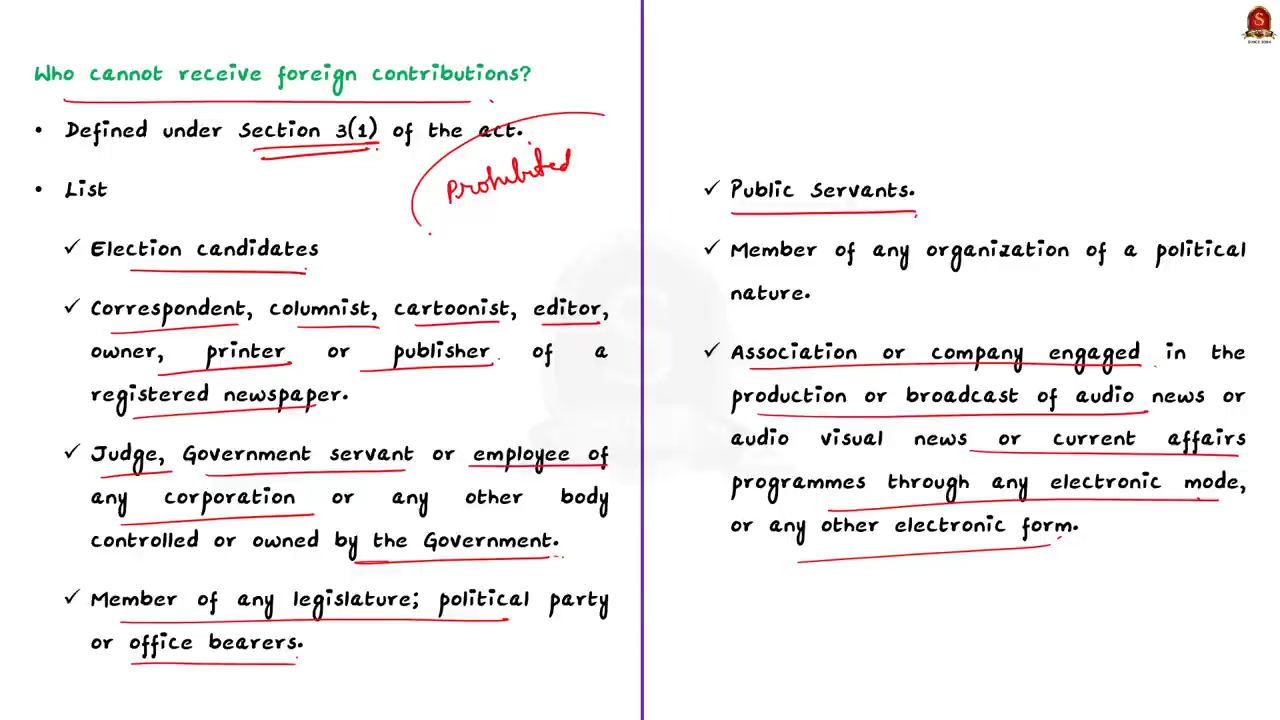 Who cannot receive foreign contributions?
• Defined under Section 3(1) of the act.
Prohibited
• List
✓ Election candidates
✓ Correspondent, columnist, cartoonist, editor,
owner, printer or publisher of a
registered newspaper.
✓ Judge, Government servant or employee of
any corporation or any other body
controlled or owned by the Government.
✓ Member of any legislature; political party
or office bearers.
S
SINCE 2004
✓ Public Servants.
✓ Member of any organization of a political
nature.
✓ Association or company engaged in the
production or broadcast of audio news or
audio visual news or current affairs
programmes through any electronic mode,
or any other electronic form.